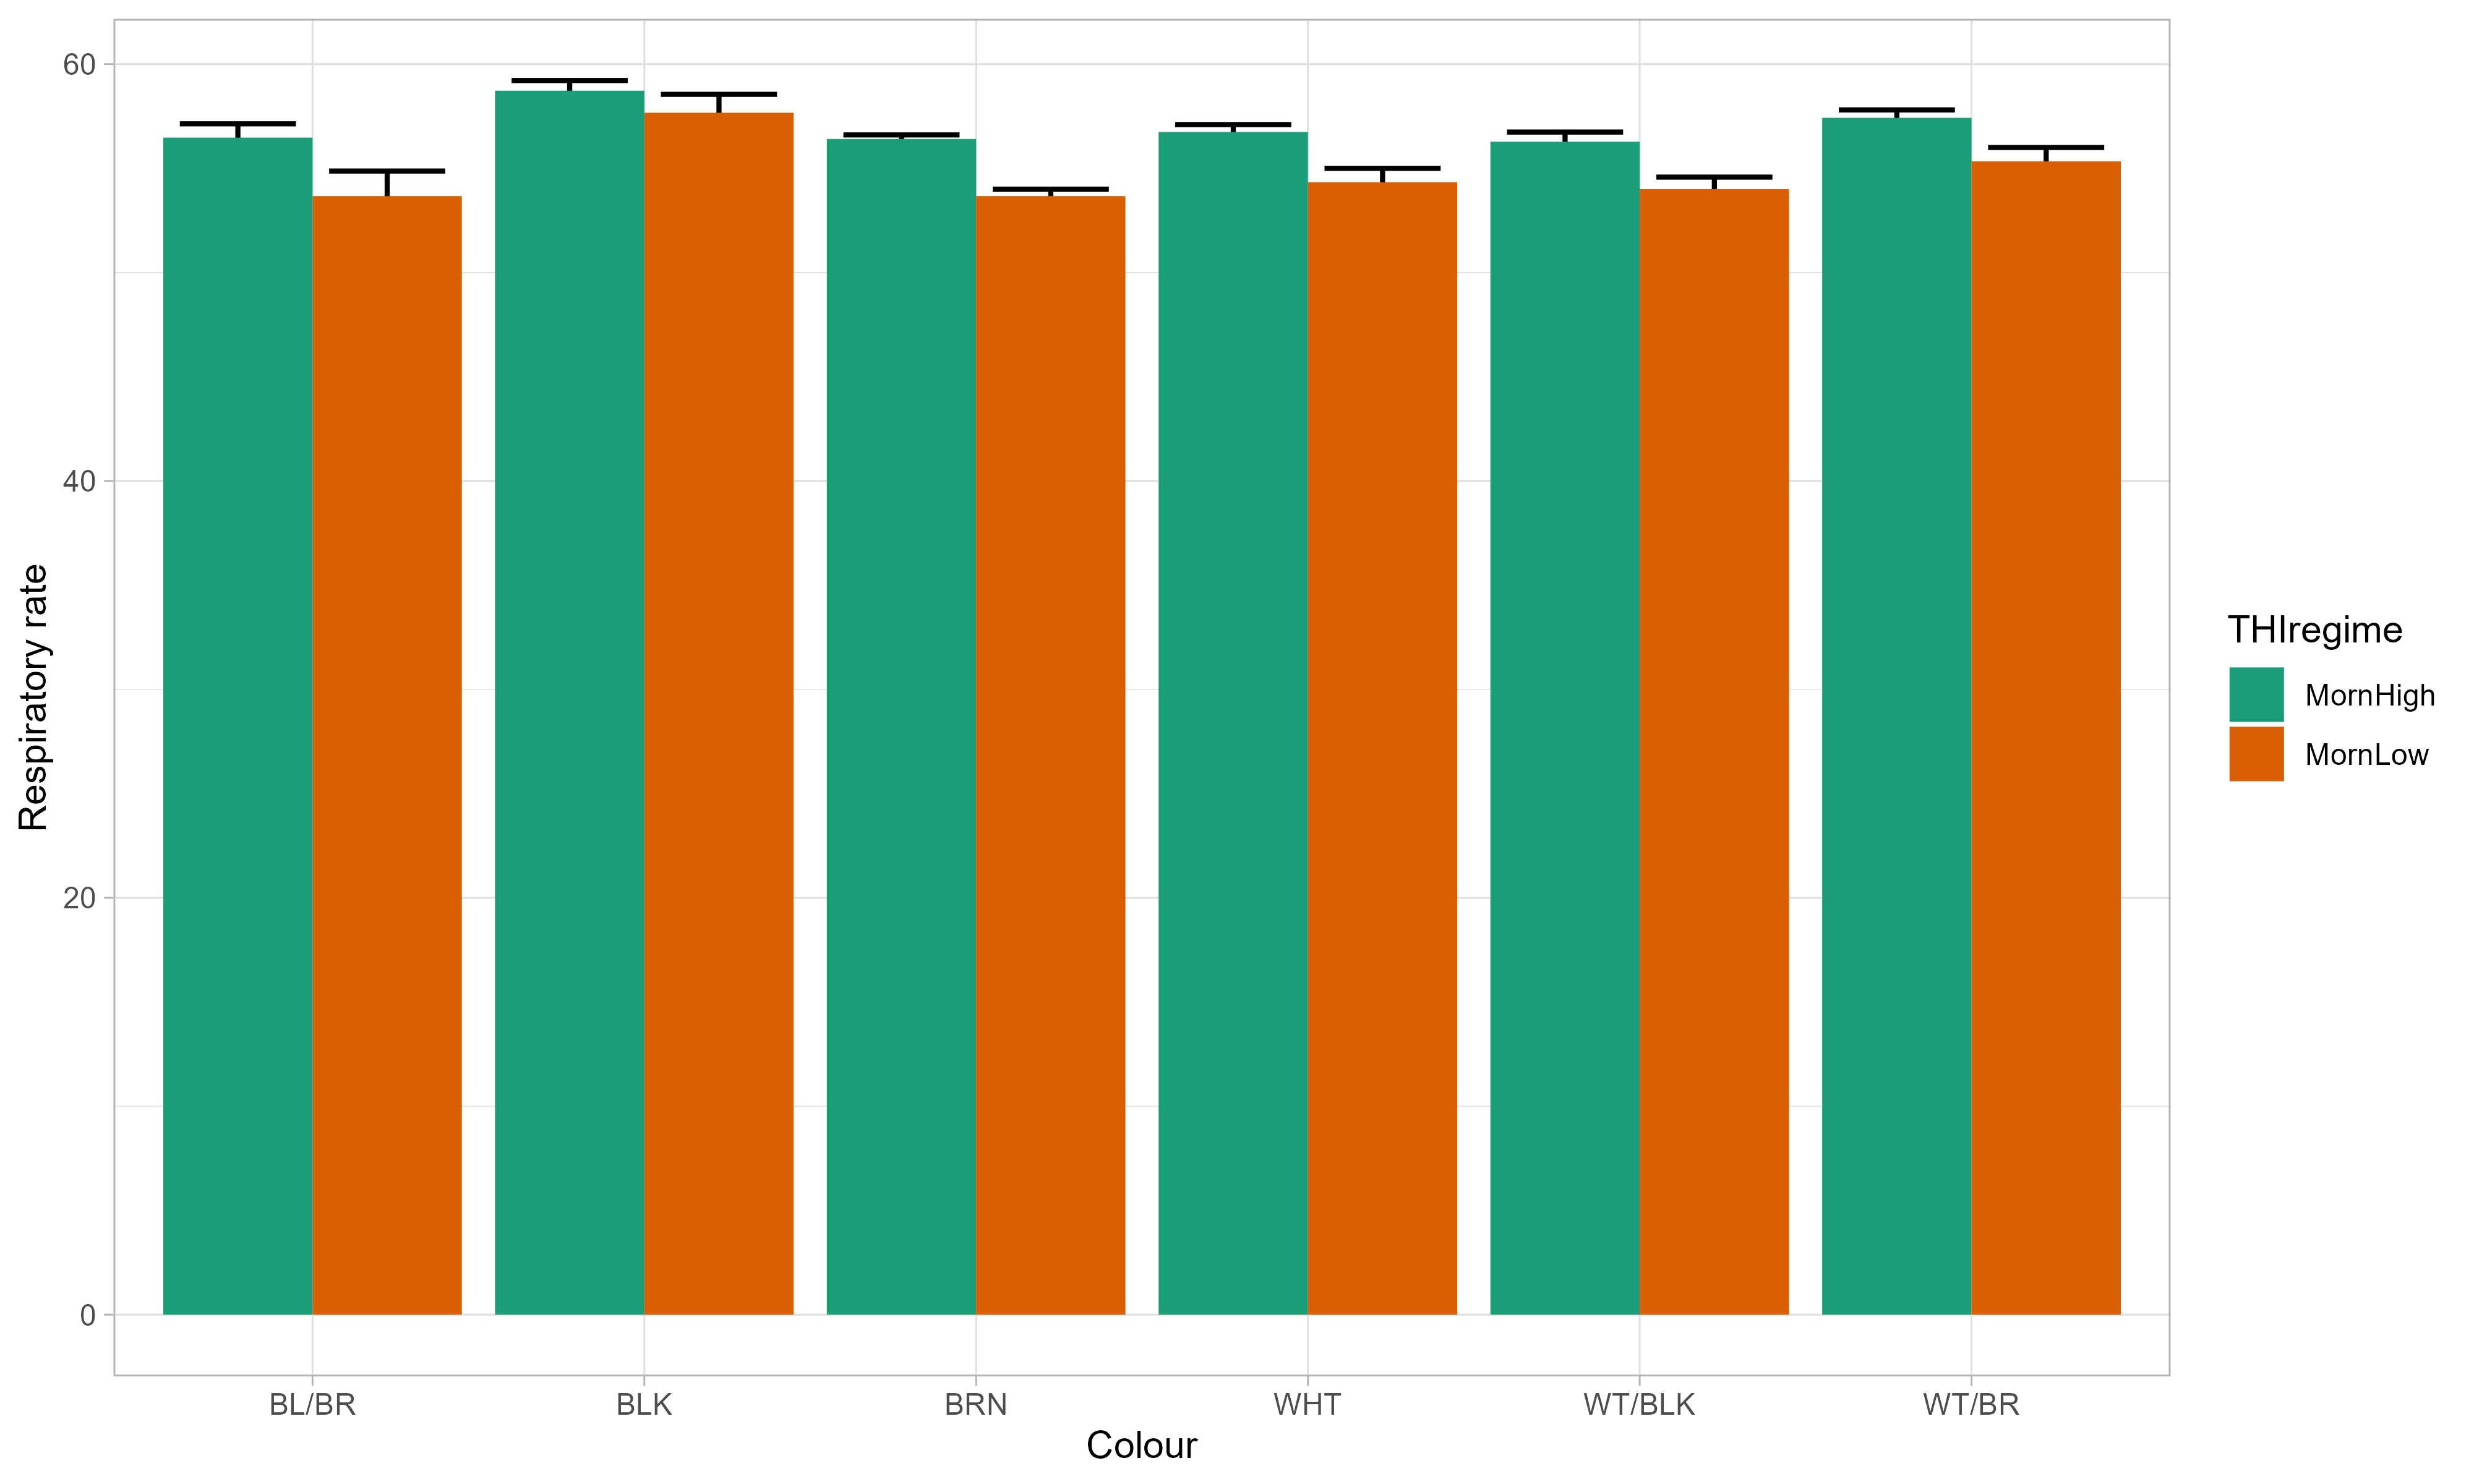 60
40
20
0
Respiratory rate
BL/BR BLK BRN WHT WT/BLK WT/BR
Colour
THIregime
MornHigh
MornLow